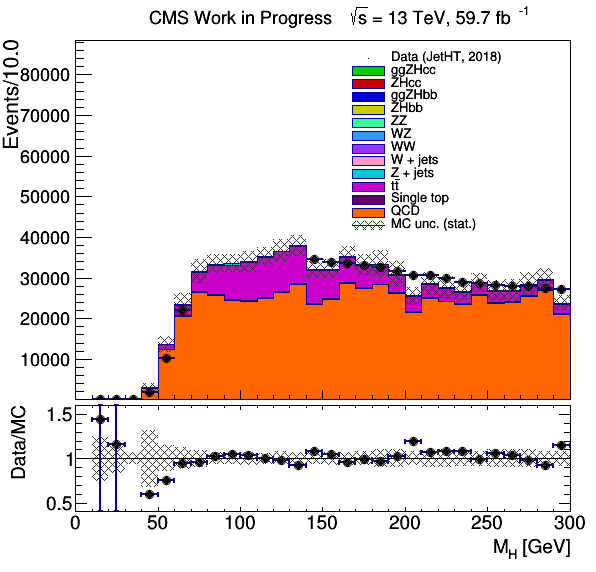 CMS Work in Progress √s = 13 TeV, 59.7 fb⁻¹
Events/10.0
80000
70000
60000
50000
40000
30000
20000
10000
Data (JetHT, 2018)
ggZHcc
ZHcc
ggZHbb
ZHbb
ZZ
WZ
WW
W + jets
Z + jets
tt̄
Single top
QCD
MC unc. (stat.)
Data/MC
1.5
1
0.5
0 50 100 150 200 250 300
M_H [GeV]